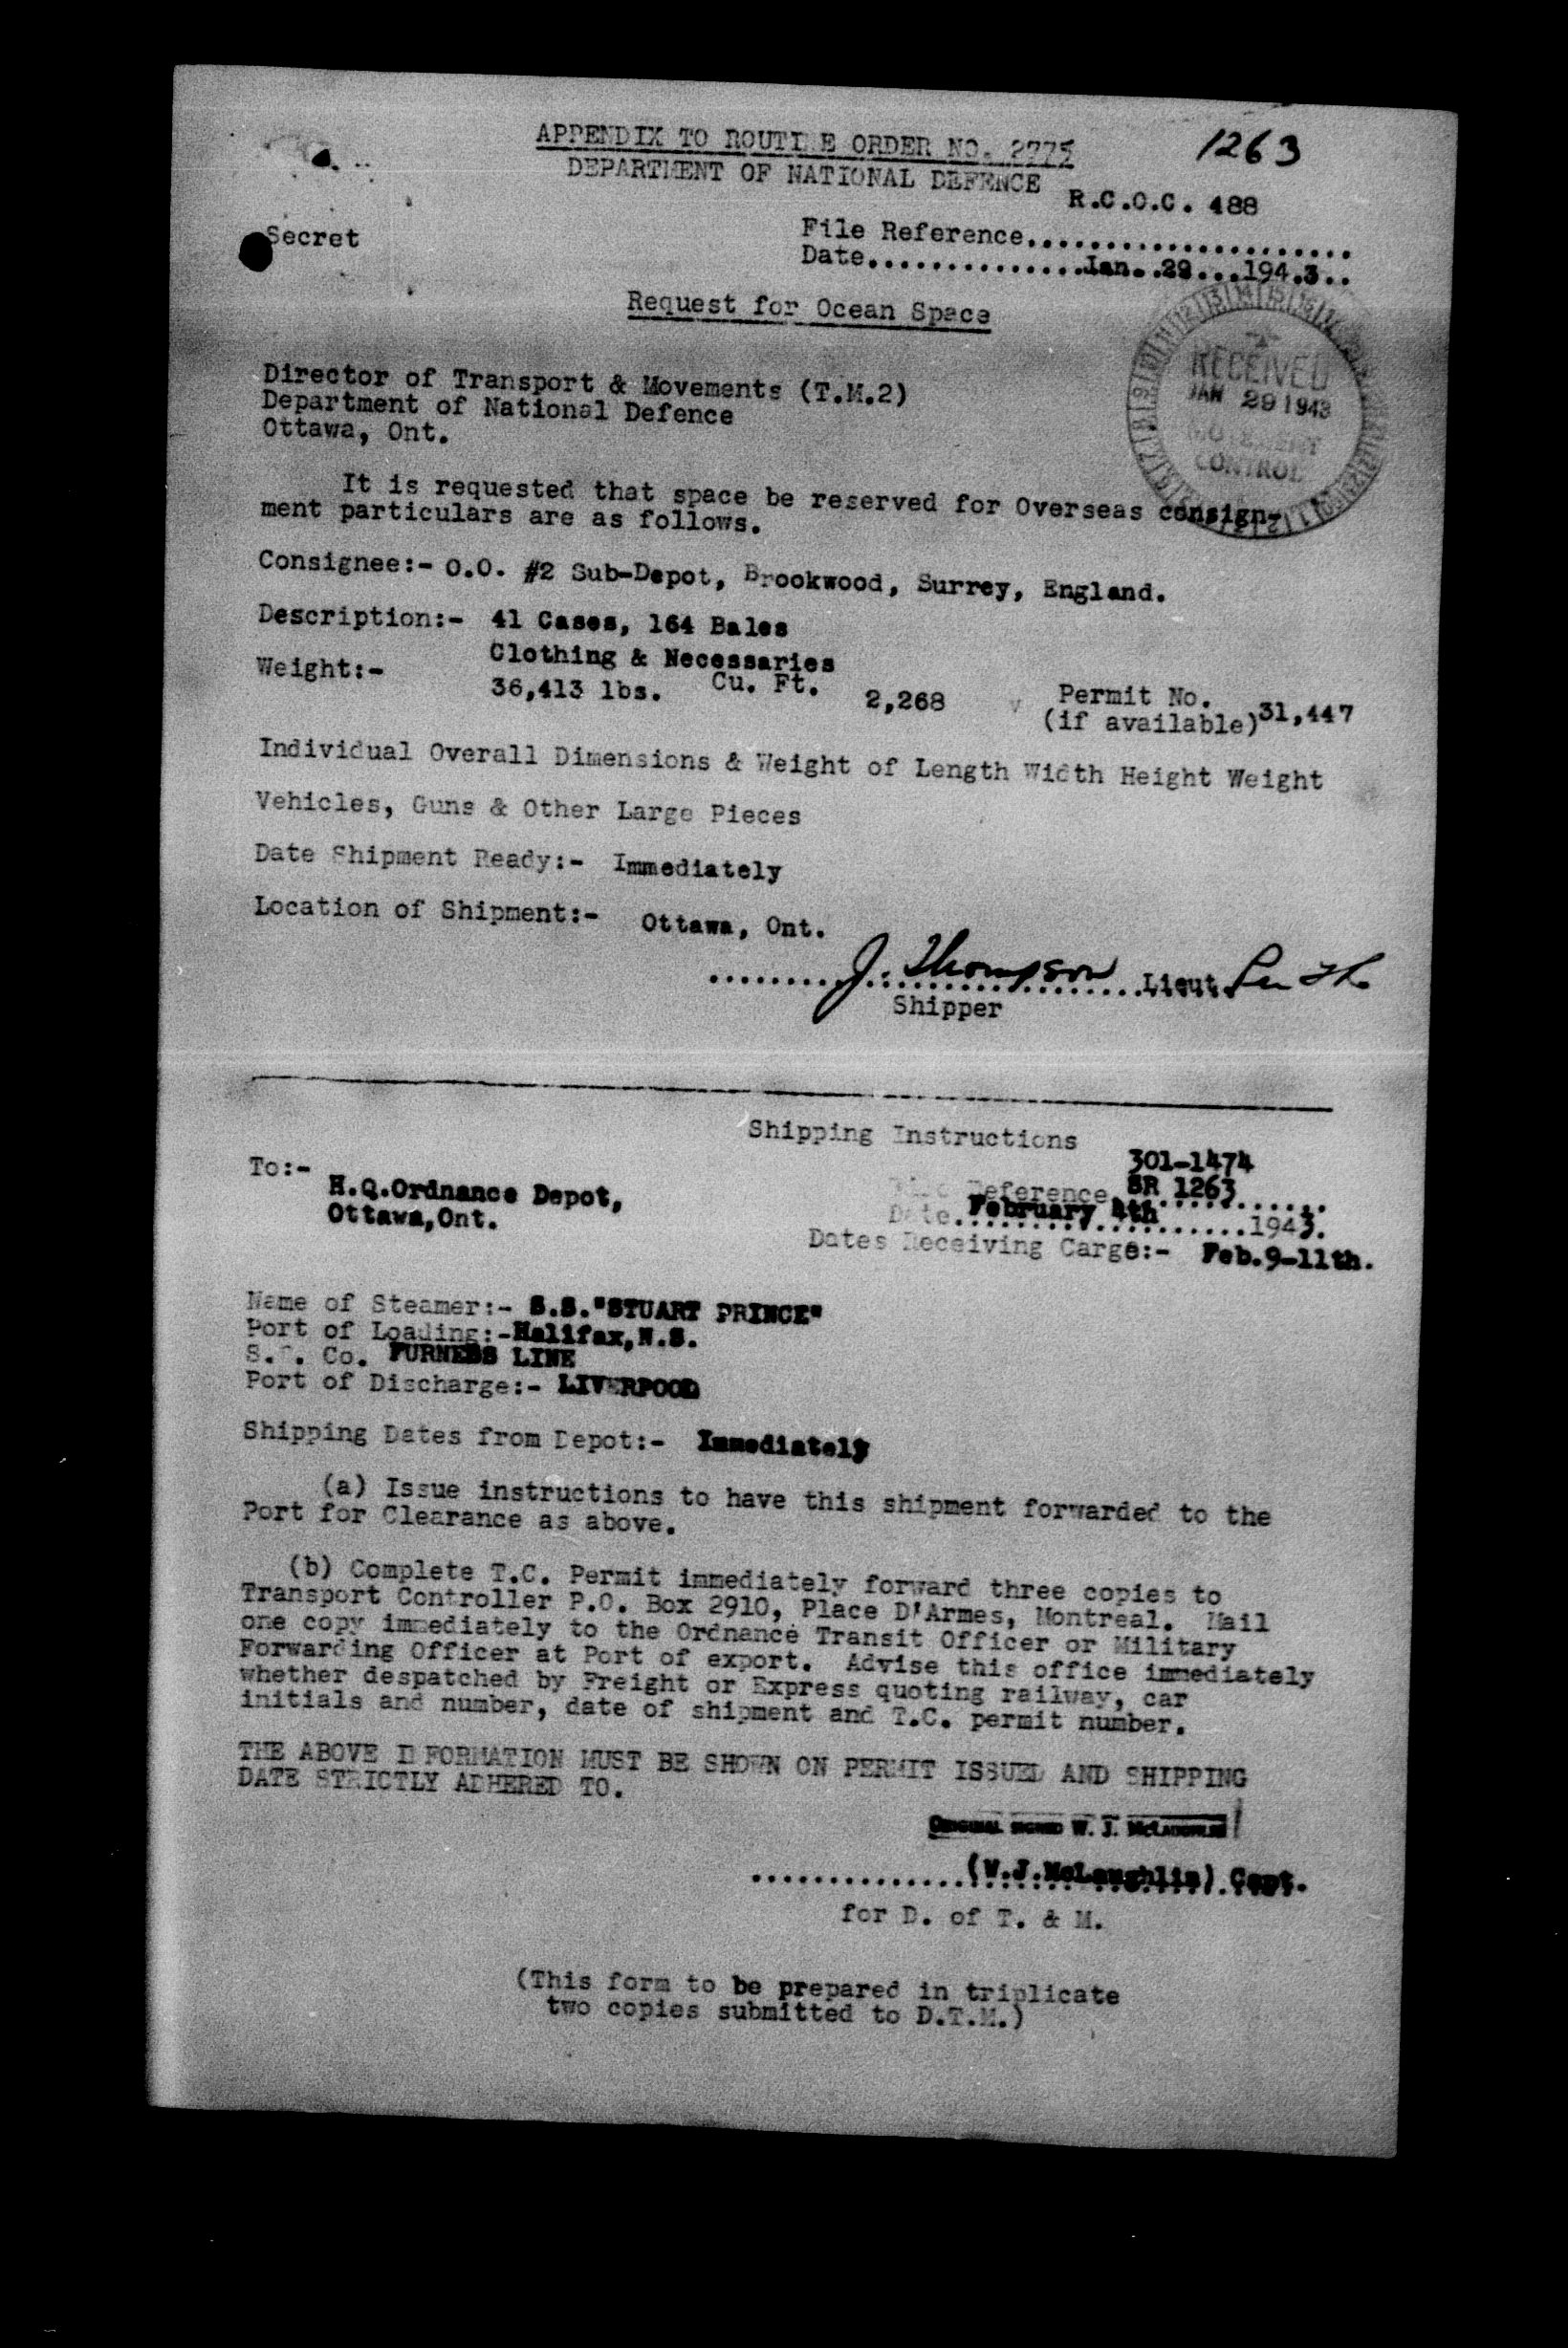 APPENDIX TO ROUTINE ORDER NO. 2775
1263
DEPARTMENT OF NATIONAL DEFENCE
R.C.O.C. 488
Secret
File Reference.....................
Date..............Jan. 29...194.3..
Request for Ocean Space
RECEIVED
JAN 29 1943
MOVEMENT
CONTROL
Director of Transport & Movements (T.M.2)
Department of National Defence
Ottawa, Ont.
It is requested that space be reserved for Overseas consign-
ment particulars are as follows.
Consignee:- O.O. #2 Sub-Depot, Brookwood, Surrey, England.
Description:- 41 Cases, 164 Bales
Clothing & Necessaries
Weight:- 36,413 lbs. Cu. Ft. 2,268 v Permit No.
(if available) 31,447
Individual Overall Dimensions & Weight of Length Width Height Weight
Vehicles, Guns & Other Large Pieces
Date Shipment Ready:- Immediately
Location of Shipment:- Ottawa, Ont.
.........J. Thompson..........Lieut.
Shipper
Shipping Instructions
301-1474
To:- H.Q.Ordnance Depot,
Ottawa,Ont.
File Reference SR 1263......
Date. February 4th......1943.
Dates Receiving Cargo:- Feb.9-11th.
Name of Steamer:- S.S."STUART PRINCE"
Port of Loading:-Halifax,N.S.
S.S. Co. FURNESS LINE
Port of Discharge:- LIVERPOOL
Shipping Dates from Depot:- Immediately
(a) Issue instructions to have this shipment forwarded to the
Port for Clearance as above.
(b) Complete T.C. Permit immediately forward three copies to
Transport Controller P.O. Box 2910, Place D'Armes, Montreal. Mail
one copy immediately to the Ordnance Transit Officer or Military
Forwarding Officer at Port of export. Advise this office immediately
whether despatched by Freight or Express quoting railway, car
initials and number, date of shipment and T.C. permit number.
THE ABOVE INFORMATION MUST BE SHOWN ON PERMIT ISSUED AND SHIPPING
DATE STRICTLY ADHERED TO.
ORIGINAL SIGNED W. J. McLAUGHLIN
..............(W.J.McLaughlin) Capt.
for D. of T. & M.
(This form to be prepared in triplicate
two copies submitted to D.T.M.)